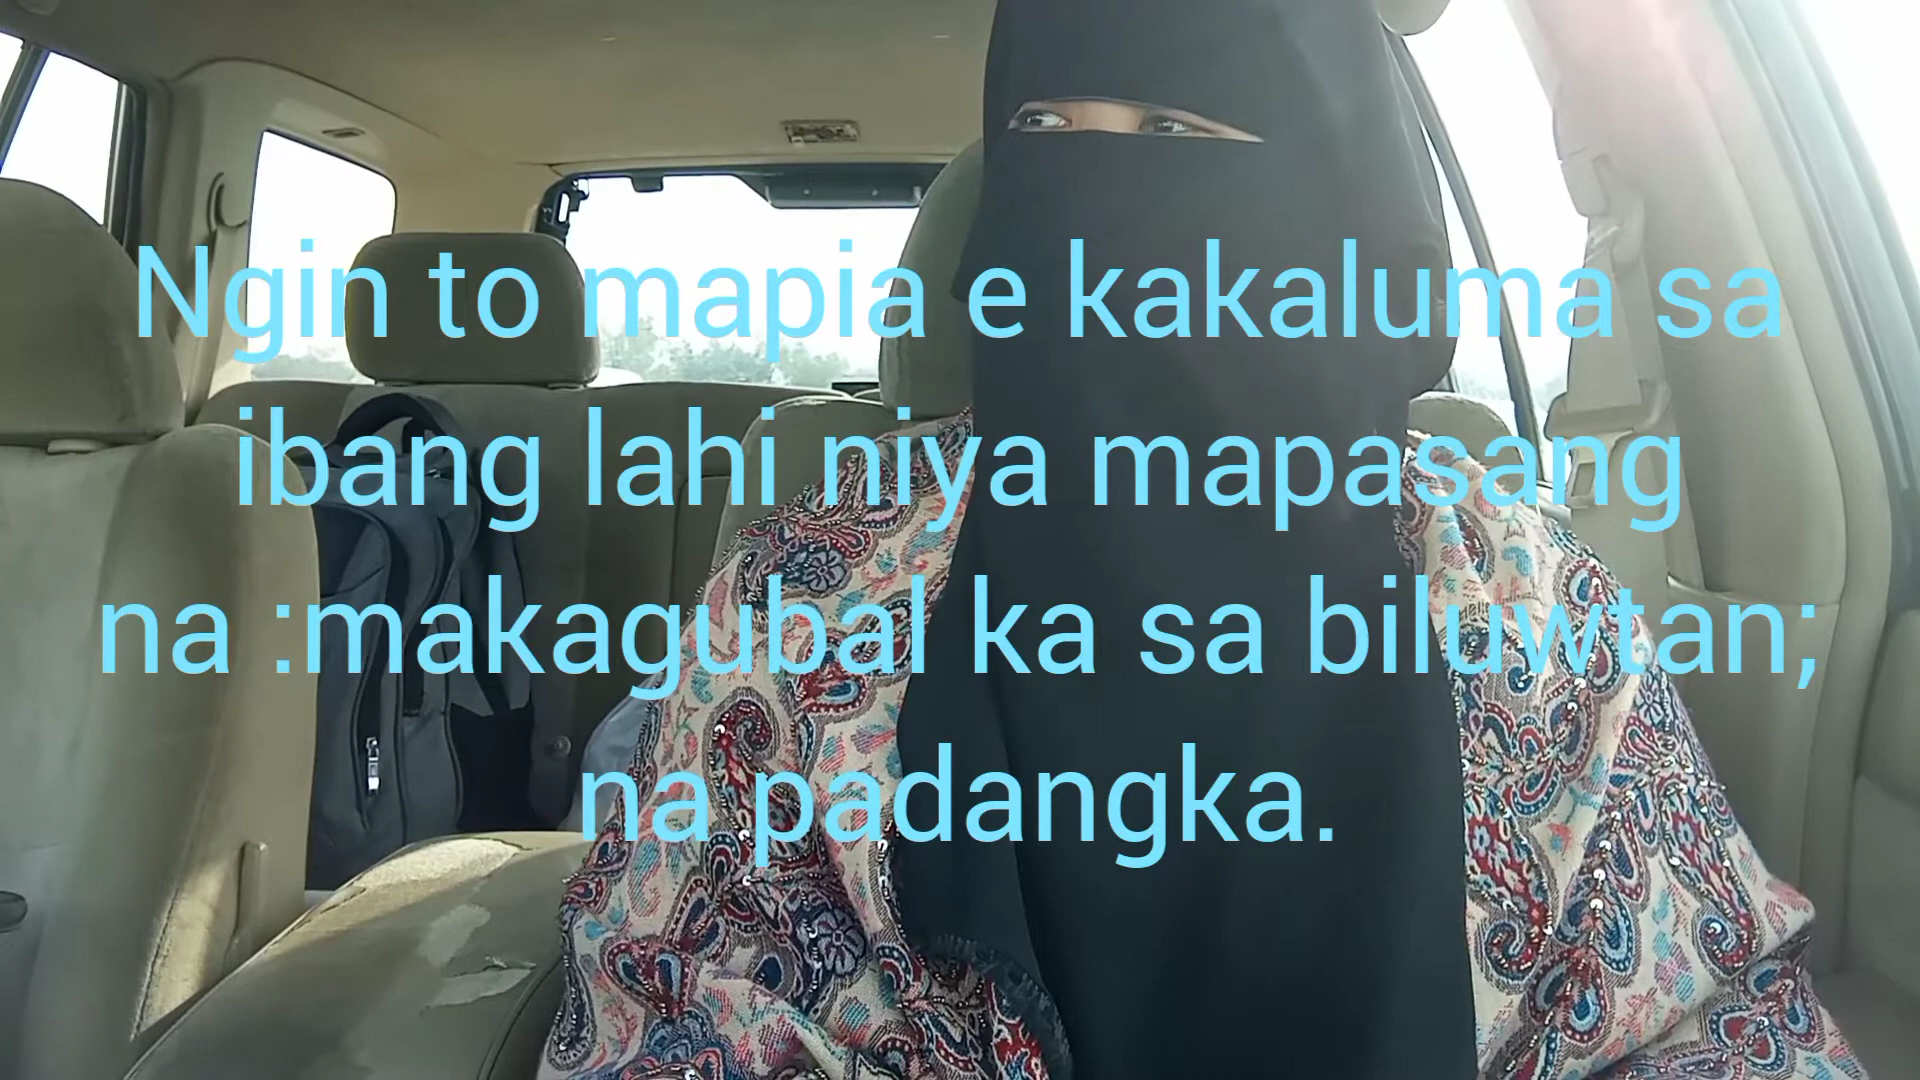 Ngin to mapia e kakaluma sa
ibang lahi niya mapasang
na :makagubal ka sa biluwtan;
na padangka.